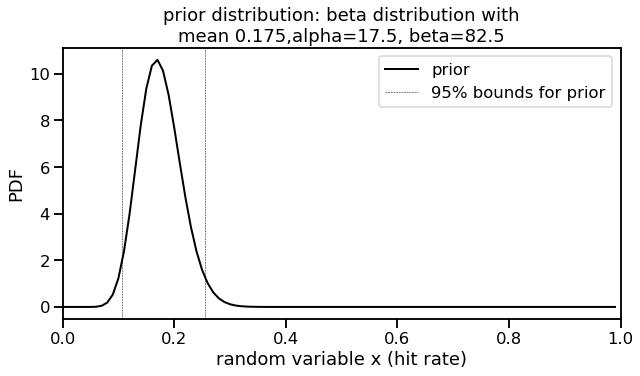 prior distribution: beta distribution with
mean 0.175,alpha=17.5, beta=82.5
prior
95% bounds for prior
PDF
10
8
6
4
2
0
0.0 0.2 0.4 0.6 0.8 1.0
random variable x (hit rate)